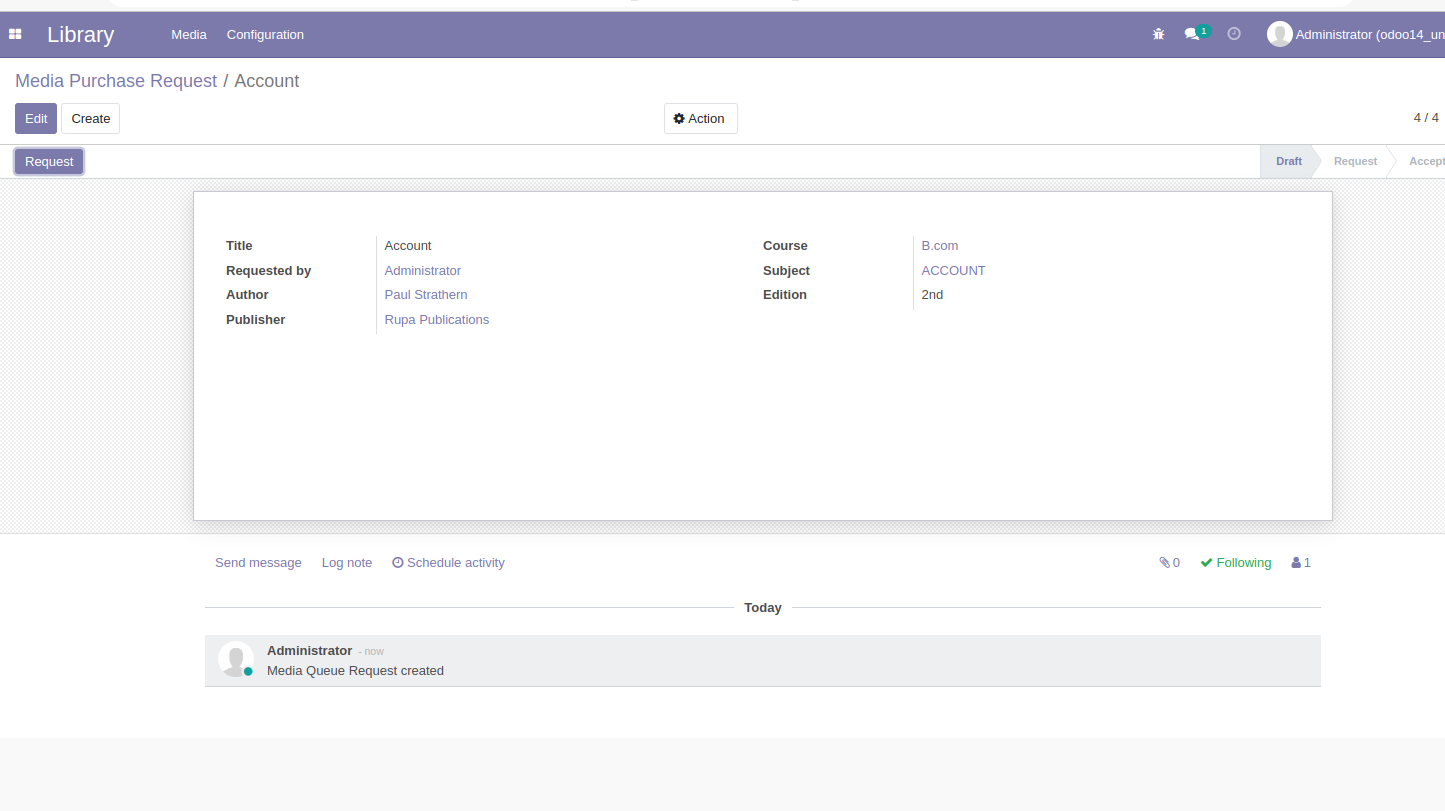 Library Media Configuration 1 Administrator (odoo14_un
Media Purchase Request / Account
Edit Create Action 4 / 4
Request Draft Request Accept
Title Account Course B.com
Requested by Administrator Subject ACCOUNT
Author Paul Strathern Edition 2nd
Publisher Rupa Publications
Send message Log note Schedule activity 0 Following 1
Today
Administrator - now
Media Queue Request created